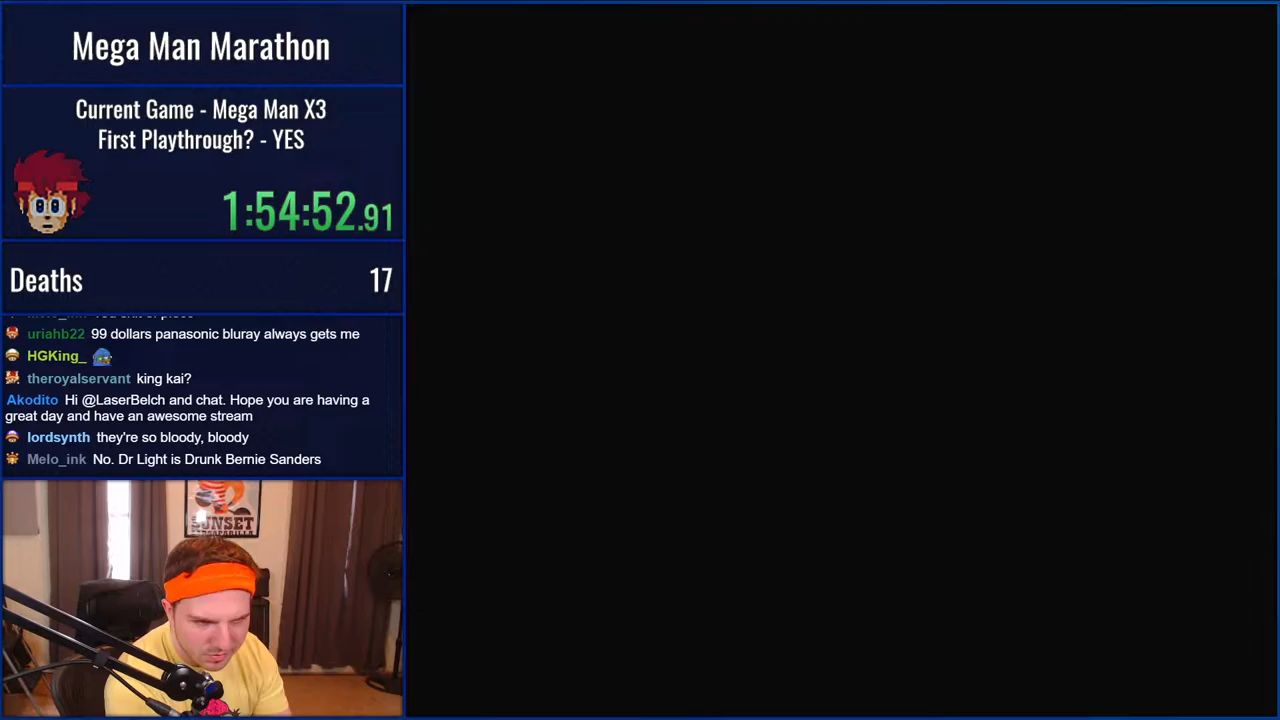 Mega Man Marathon
Current Game - Mega Man X3
First Playthrough? - YES
1:54:52.91
Deaths 17
uriahb22 99 dollars panasonic bluray always gets me
HGKing_
theroyalservant king kai?
Akodito Hi @LaserBelch and chat. Hope you are having a
great day and have an awesome stream
lordsynth they're so bloody, bloody
Melo_ink No. Dr Light is Drunk Bernie Sanders
SUNSET